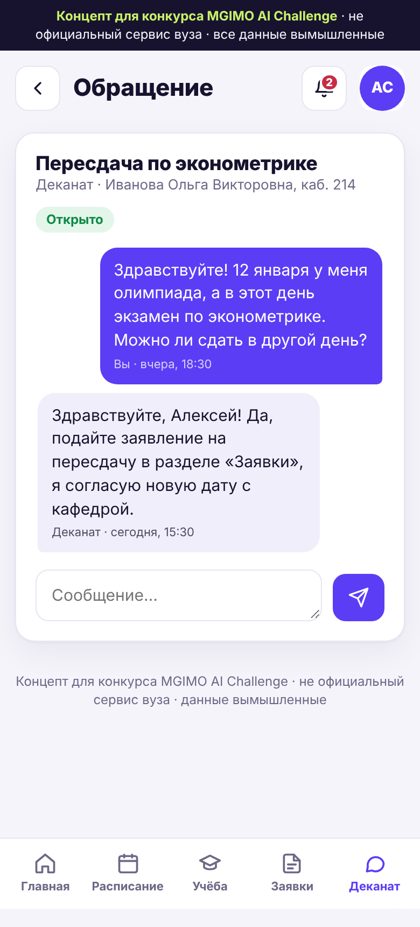 Концепт для конкурса MGIMO AI Challenge · не
официальный сервис вуза · все данные вымышленные
Обращение
2
АС
Пересдача по эконометрике
Деканат · Иванова Ольга Викторовна, каб. 214
Открыто
Здравствуйте! 12 января у меня
олимпиада, а в этот день
экзамен по эконометрике.
Можно ли сдать в другой день?
Вы · вчера, 18:30
Здравствуйте, Алексей! Да,
подайте заявление на
пересдачу в разделе «Заявки»,
я согласую новую дату с
кафедрой.
Деканат · сегодня, 15:30
Сообщение...
Концепт для конкурса MGIMO AI Challenge · не официальный
сервис вуза · данные вымышленные
Главная
Расписание
Учёба
Заявки
Деканат